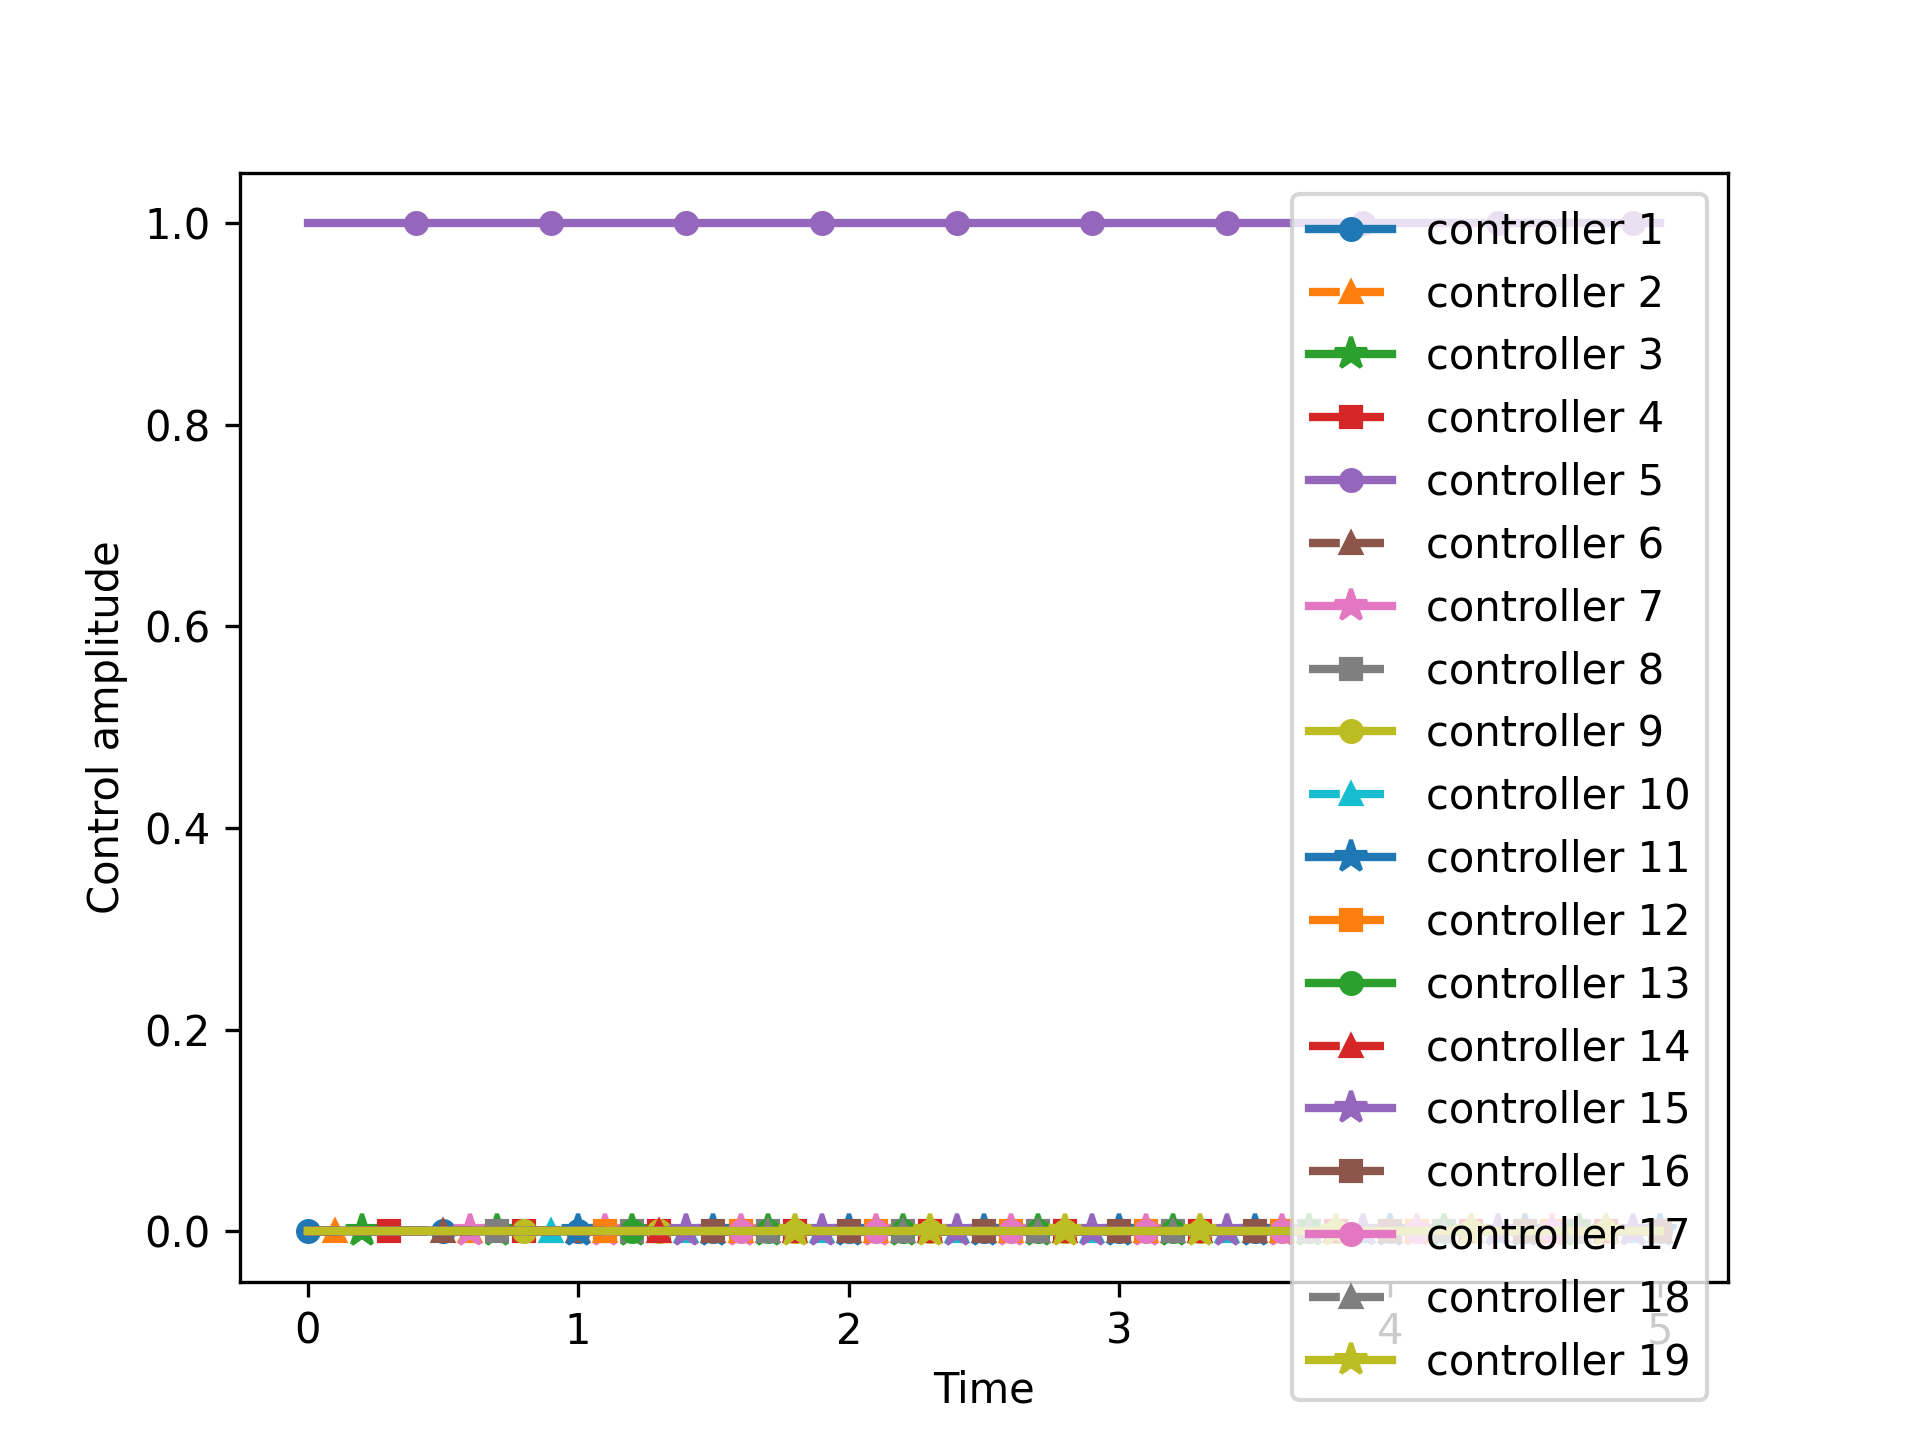 1.0
0.8
0.6
0.4
0.2
0.0
Control amplitude
0 1 2 3 4 5
Time
controller 1
controller 2
controller 3
controller 4
controller 5
controller 6
controller 7
controller 8
controller 9
controller 10
controller 11
controller 12
controller 13
controller 14
controller 15
controller 16
controller 17
controller 18
controller 19